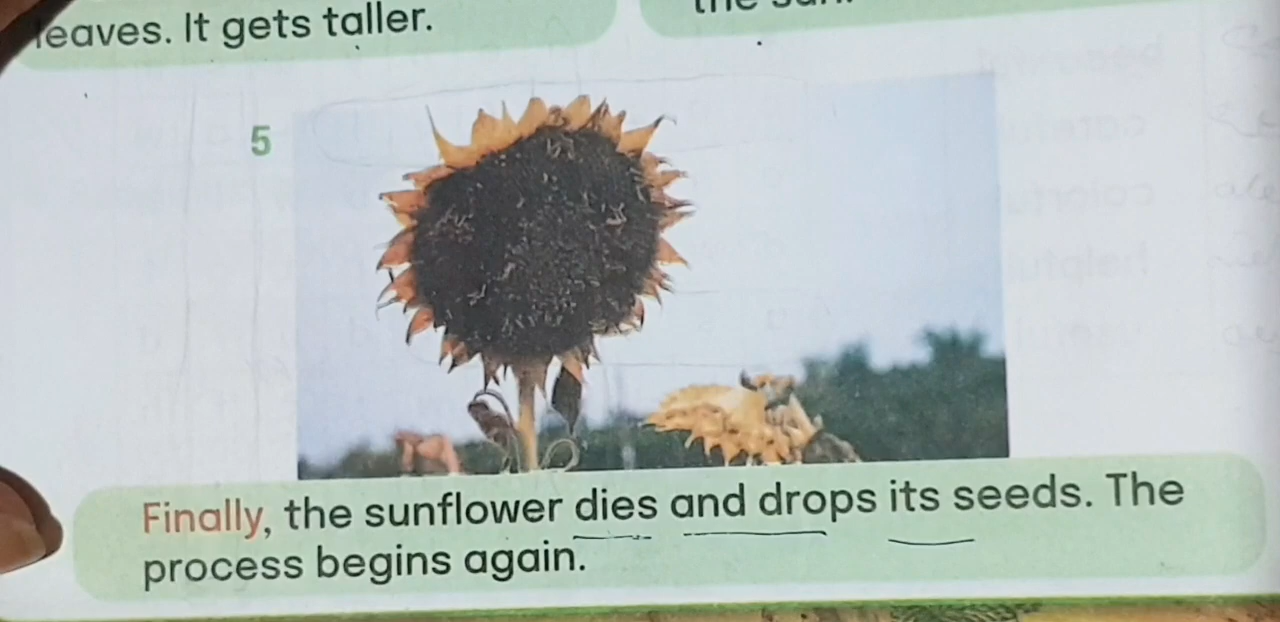 leaves. It gets taller.
5
Finally, the sunflower dies and drops its seeds. The
process begins again.